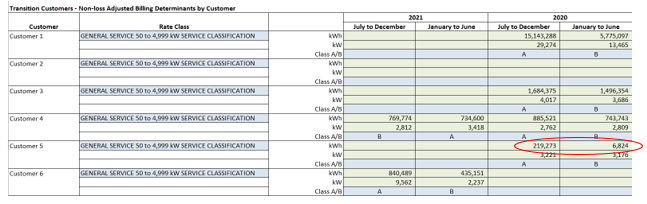 Transition Customers - Non-loss Adjusted Billing Determinants by Customer
2021 2020
Customer Rate Class July to December January to June July to December January to June
Customer 1 GENERAL SERVICE 50 to 4,999 kW SERVICE CLASSIFICATION kWh 15,143,288 5,775,097
kW 29,274 13,465
Class A/B A B
Customer 2 GENERAL SERVICE 50 to 4,999 kW SERVICE CLASSIFICATION kWh
kW
Class A/B
Customer 3 GENERAL SERVICE 50 to 4,999 kW SERVICE CLASSIFICATION kWh 1,684,375 1,496,354
kW 4,017 3,686
Class A/B A B
Customer 4 GENERAL SERVICE 50 to 4,999 kW SERVICE CLASSIFICATION kWh 769,774 734,600 885,521 743,743
kW 2,812 3,418 2,762 2,809
Class A/B B A A B
Customer 5 GENERAL SERVICE 50 to 4,999 kW SERVICE CLASSIFICATION kWh 219,273 6,824
kW 3,221 3,176
Class A/B A B
Customer 6 GENERAL SERVICE 50 to 4,999 kW SERVICE CLASSIFICATION kWh 840,489 435,151
kW 9,562 2,237
Class A/B A B